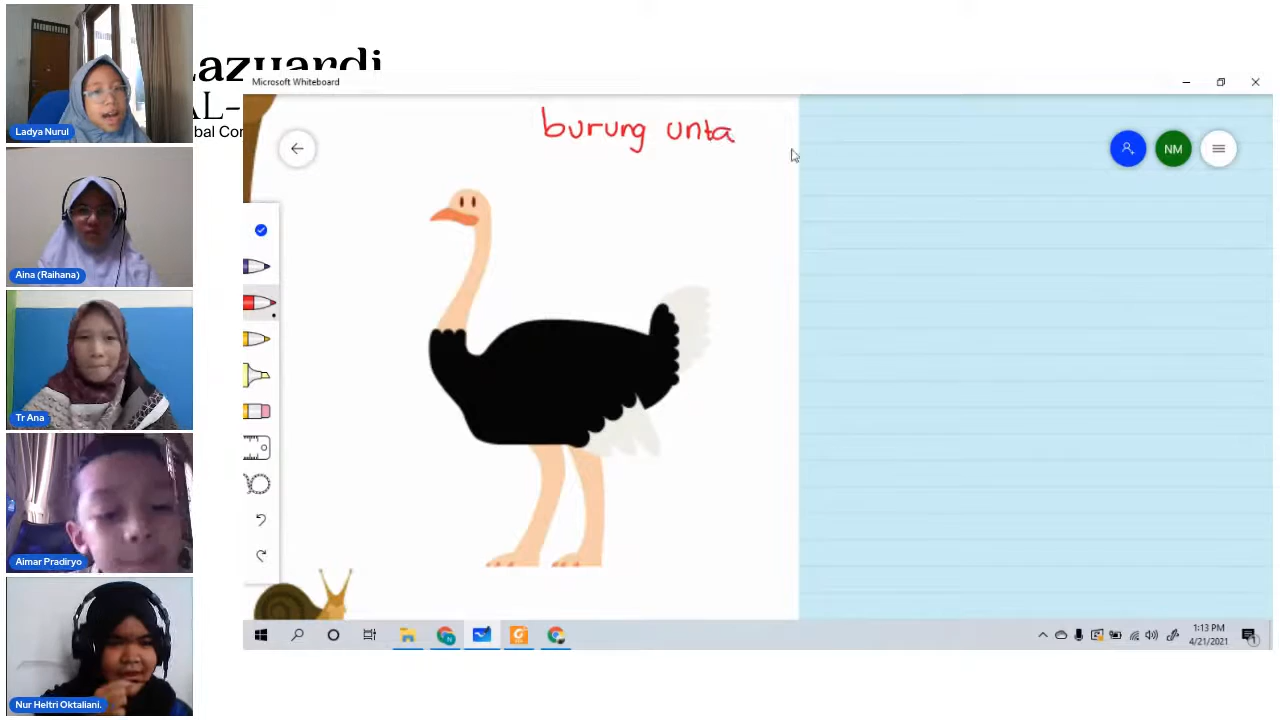 Lazuardi
AL-
bal Cor
Microsoft Whiteboard
burung unta
NM
Ladya Nurul
Aina (Raihana)
Tr Ana
Aimar Pradiryo
Nur Heltri Oktaliani.
1:13 PM
4/21/2021